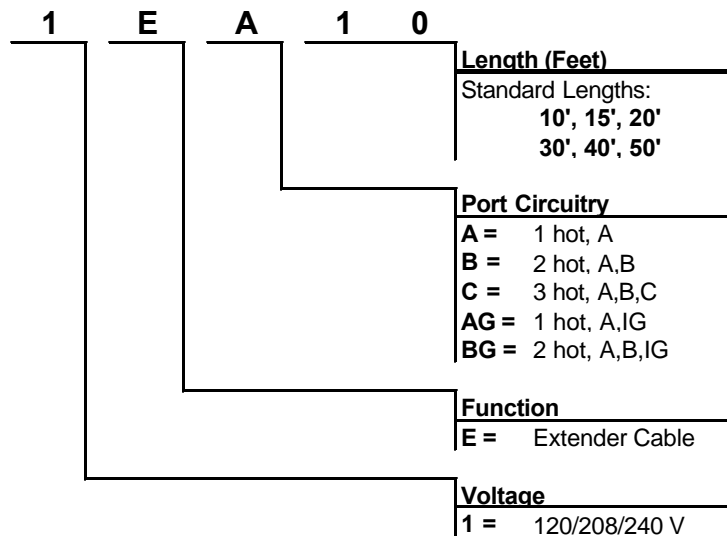 1 E A 1 0
Length (Feet)
Standard Lengths:
10', 15', 20'
30', 40', 50'
Port Circuitry
A = 1 hot, A
B = 2 hot, A,B
C = 3 hot, A,B,C
AG = 1 hot, A,IG
BG = 2 hot, A,B,IG
Function
E = Extender Cable
Voltage
1 = 120/208/240 V